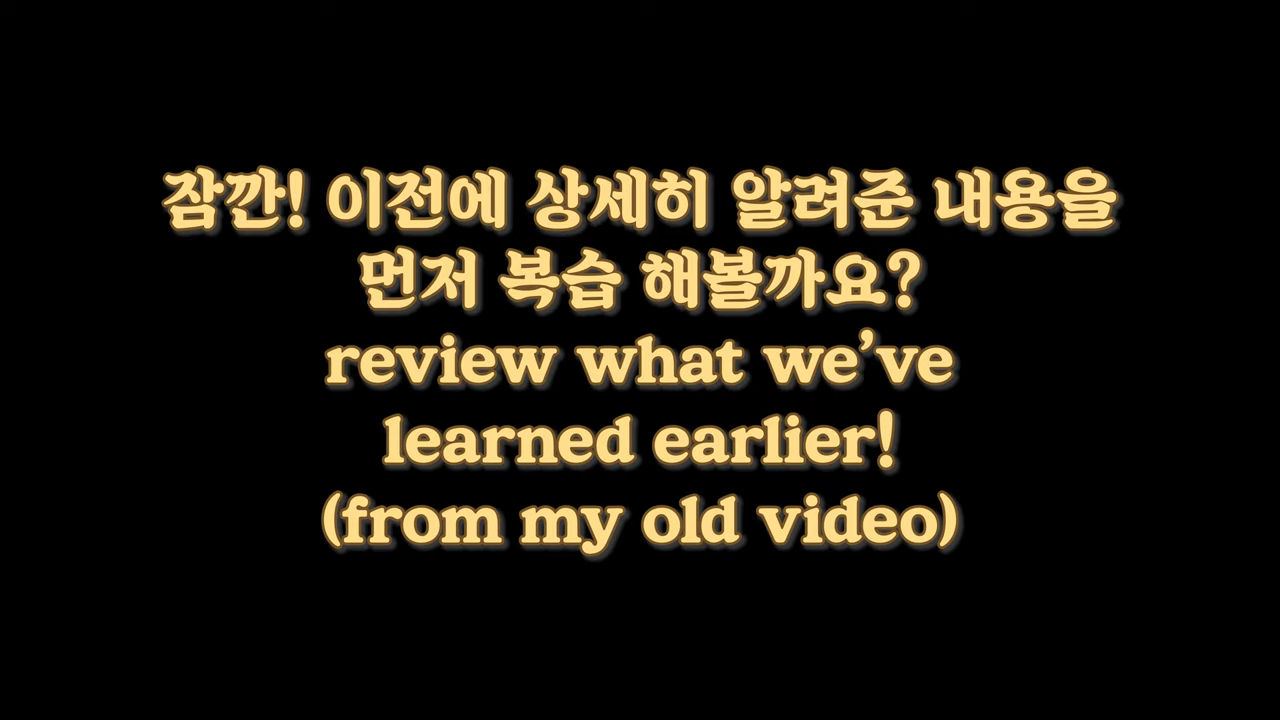 잠깐! 이전에 상세히 알려준 내용을
먼저 복습 해볼까요?
review what we’ve
learned earlier!
(from my old video)